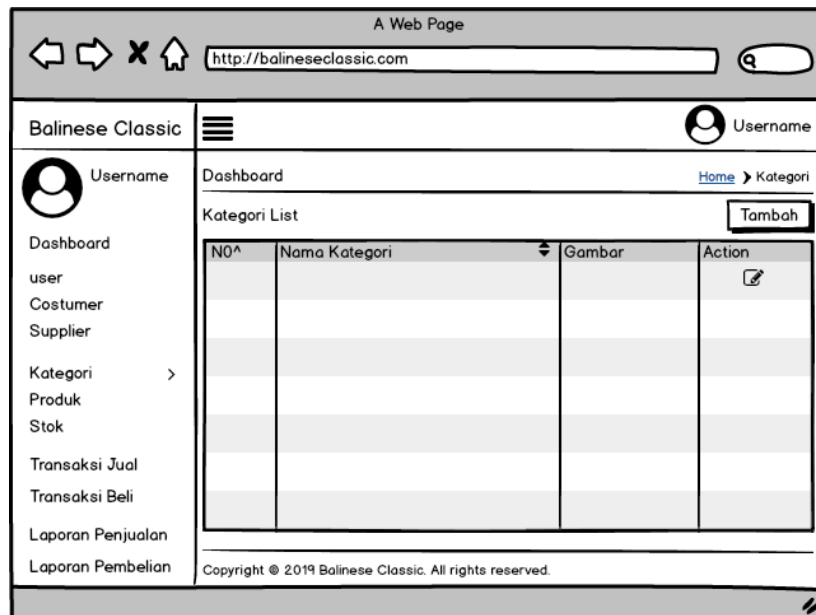 A Web Page
http://balineseclassic.com
Balinese Classic
Username
Username
Dashboard
user
Costumer
Supplier
Kategori
Produk
Stok
Transaksi Jual
Transaksi Beli
Laporan Penjualan
Laporan Pembelian
Dashboard
Home ❯ Kategori
Kategori List
Tambah
N0^ Nama Kategori Gambar Action
Copyright © 2019 Balinese Classic. All rights reserved.